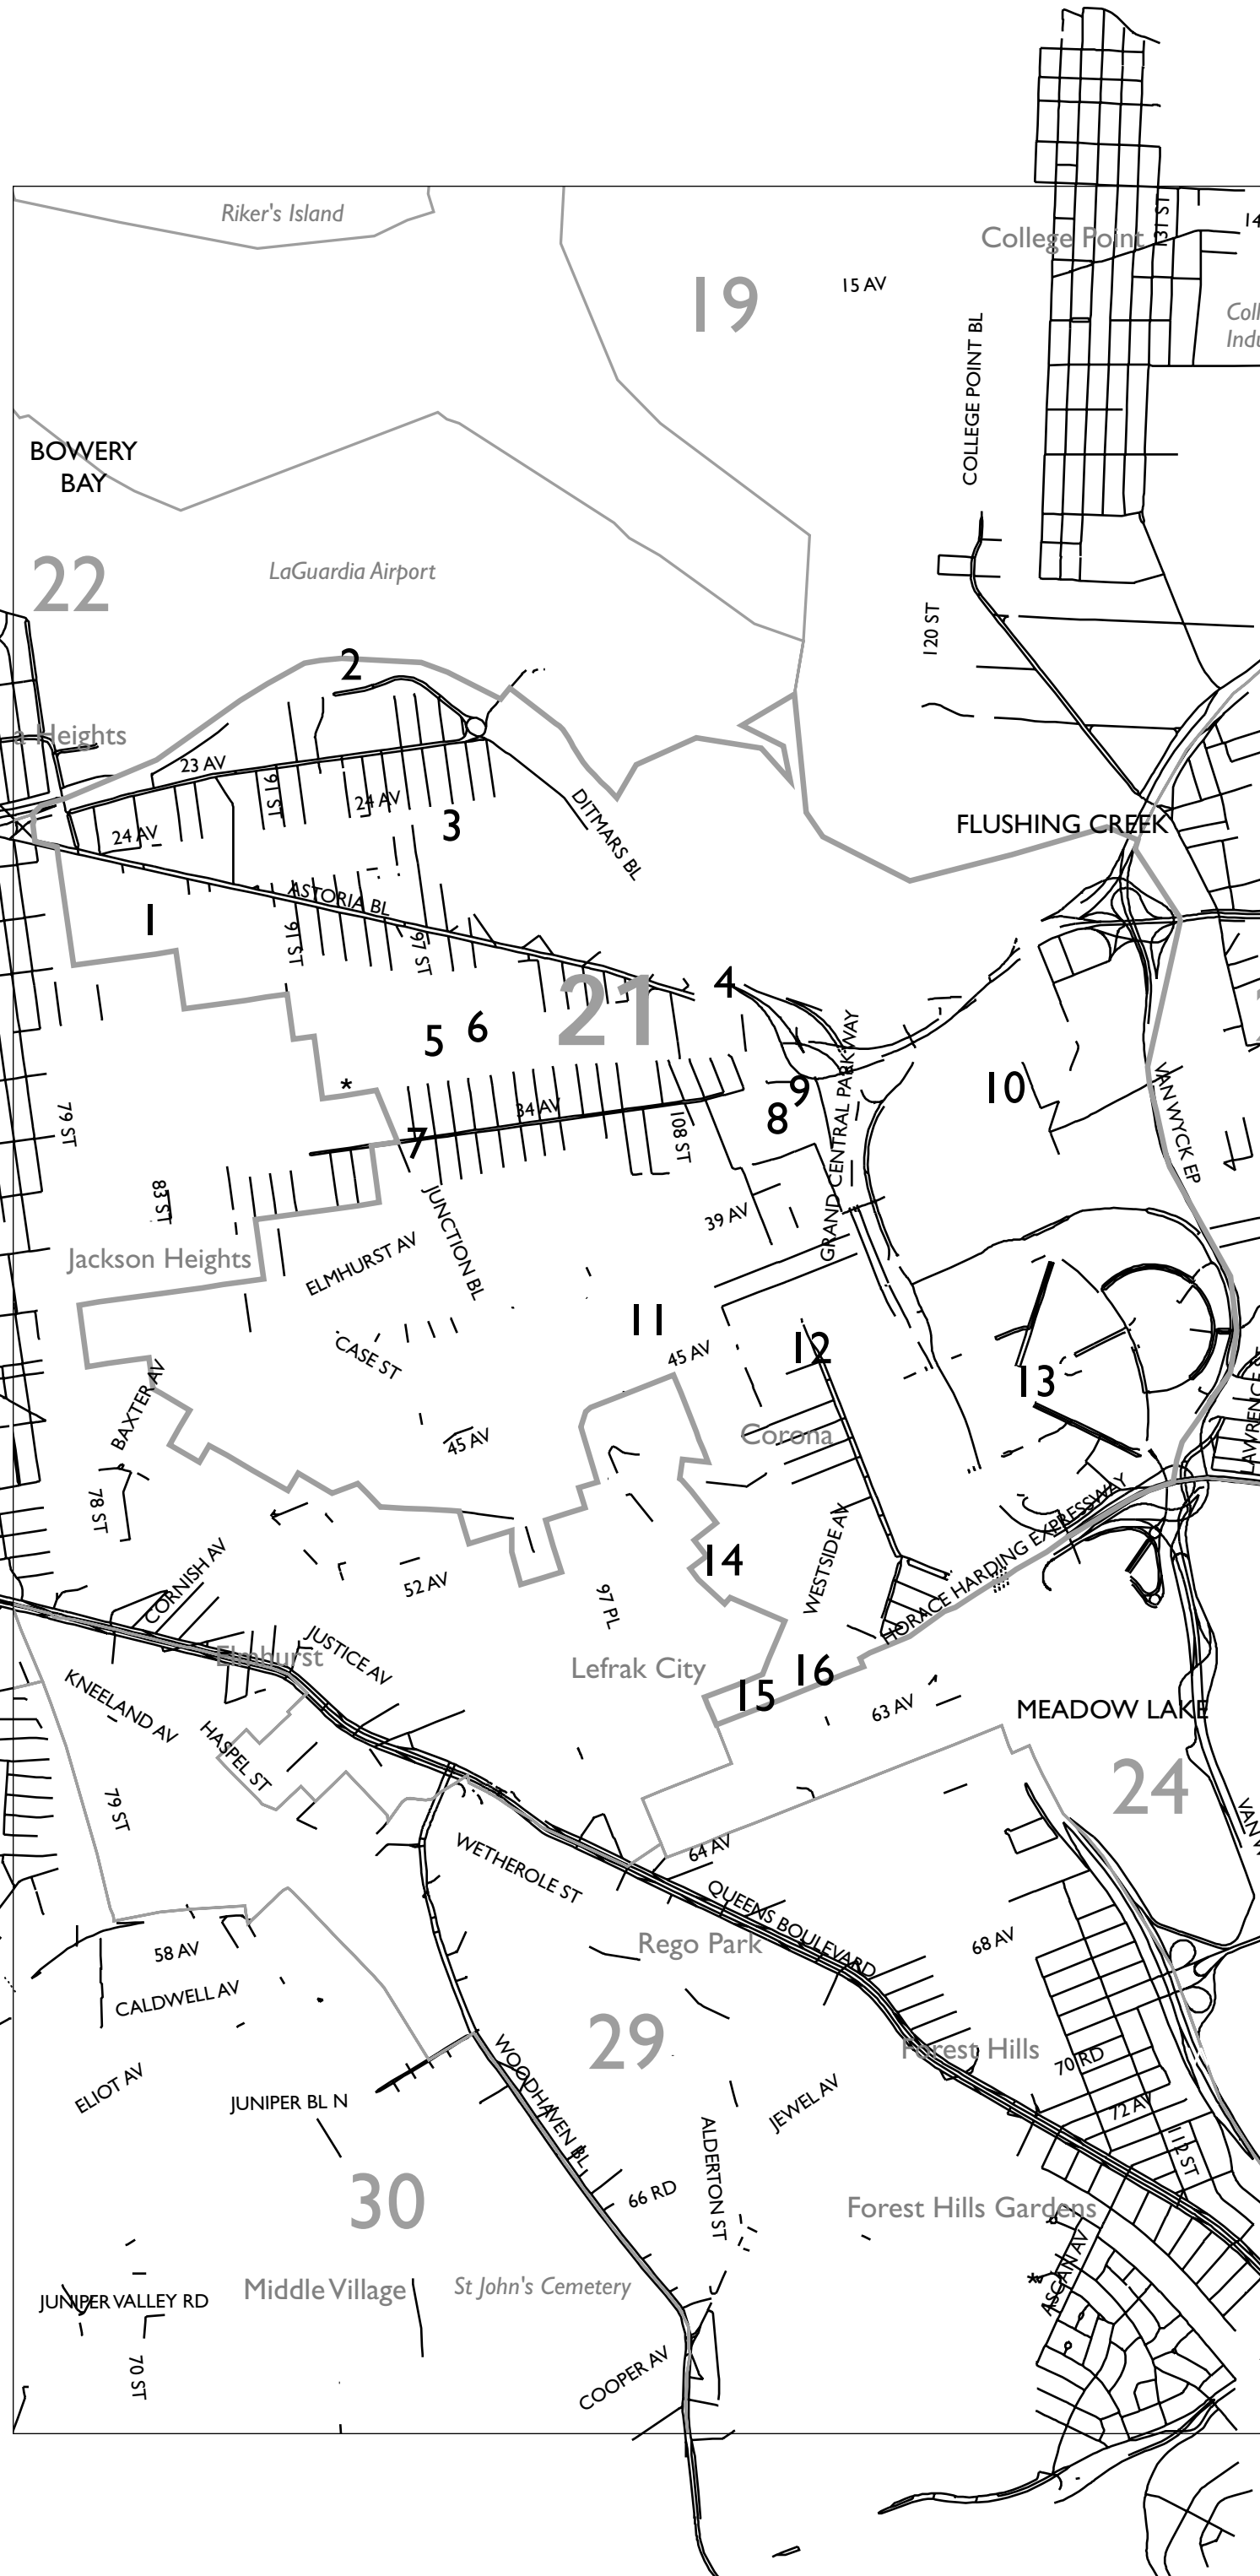 Riker's Island
131 ST
14
College Point
19
15 AV
Coll
Indu
COLLEGE POINT BL
BOWERY
BAY
22
LaGuardia Airport
120 ST
2
a Heights
23 AV
91 ST
24 AV
3
DITMARS BL
24 AV
FLUSHING CREEK
ASTORIA BL
1
91 ST
97 ST
4
21
5
6
GRAND CENTRAL PARKWAY
*
9
10
VAN WYCK EP
34 AV
8
79 ST
7
108 ST
83 ST
JUNCTION BL
39 AV
Jackson Heights
ELMHURST AV
11
12
CASE ST
45 AV
13
BAXTER AV
45 AV
Corona
LAWRENCE ST
78 ST
HORACE HARDING EXPRESSWAY
WESTSIDE AV
14
CORNISH AV
52 AV
97 PL
Elmhurst
JUSTICE AV
Lefrak City
16
15
KNEELAND AV
63 AV
MEADOW LAKE
HASPEL ST
24
79 ST
VAN W
WETHEROLE ST
64 AV
QUEENS BOULEVARD
58 AV
Rego Park
68 AV
CALDWELL AV
29
Forest Hills
70 RD
ELIOT AV
JUNIPER BL N
WOODHAVEN BL
JEWEL AV
72 AV
ALDERTON ST
112 ST
30
66 RD
Forest Hills Gardens
ASCAN AV
*
Middle Village
St John's Cemetery
JUNIPER VALLEY RD
70 ST
COOPER AV